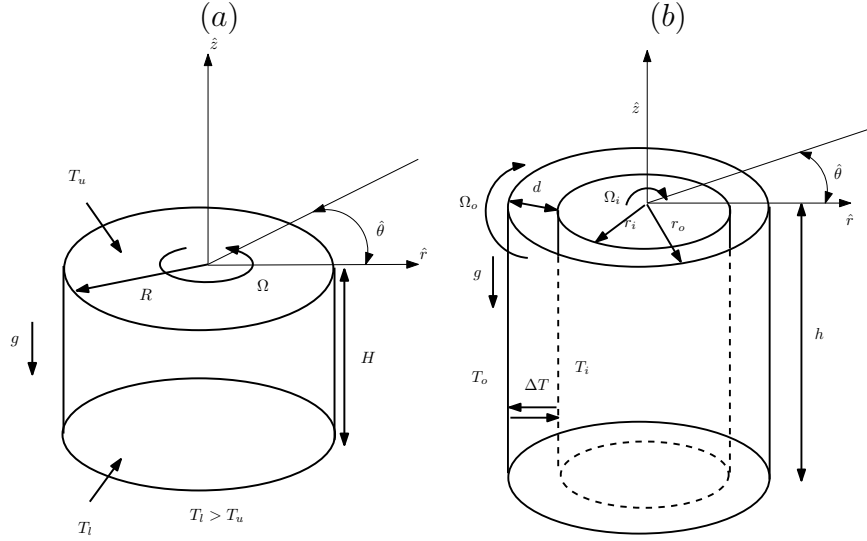 (a)
ẑ
T_u
θ̂
r̂
R
Ω
g
H
T_l
T_l > T_u
(b)
ẑ
θ̂
Ω_o
d
Ω_i
r_i
r_o
r̂
g
h
T_o
T_i
ΔT